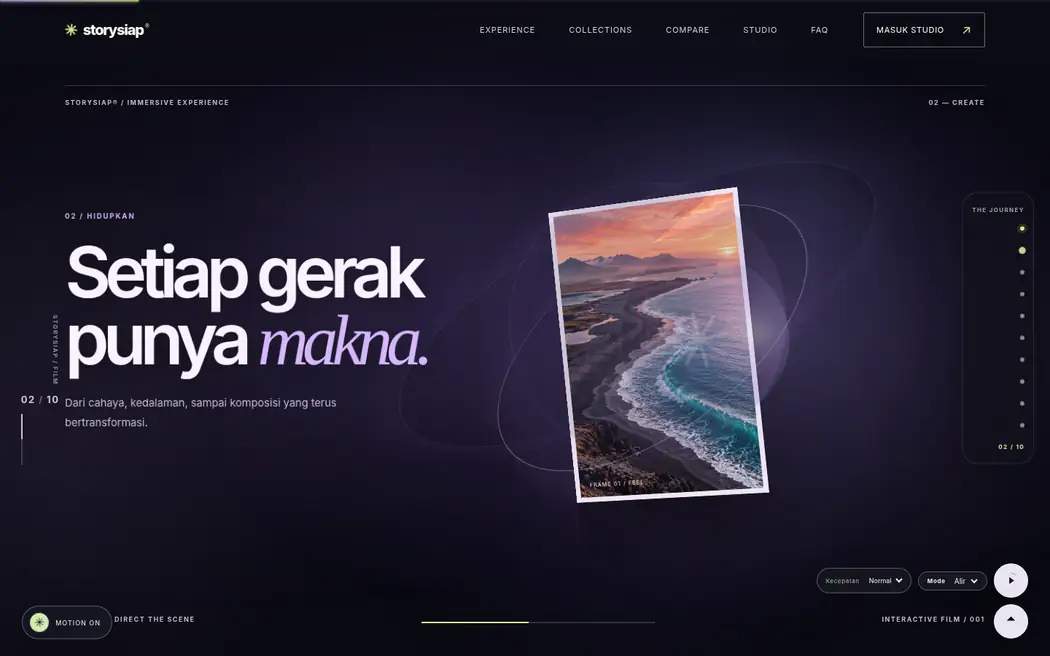 storysiap®
EXPERIENCE
COLLECTIONS
COMPARE
STUDIO
FAQ
MASUK STUDIO
STORYSIAP® / IMMERSIVE EXPERIENCE
02 — CREATE
02 / HIDUPKAN
Setiap gerak
punya makna.
Dari cahaya, kedalaman, sampai komposisi yang terus
bertransformasi.
STORYSIAP / FILM
02 / 10
FRAME 01 / FEEL
THE JOURNEY
02 / 10
Kecepatan Normal
Mode Alir
MOTION ON
DIRECT THE SCENE
INTERACTIVE FILM / 001